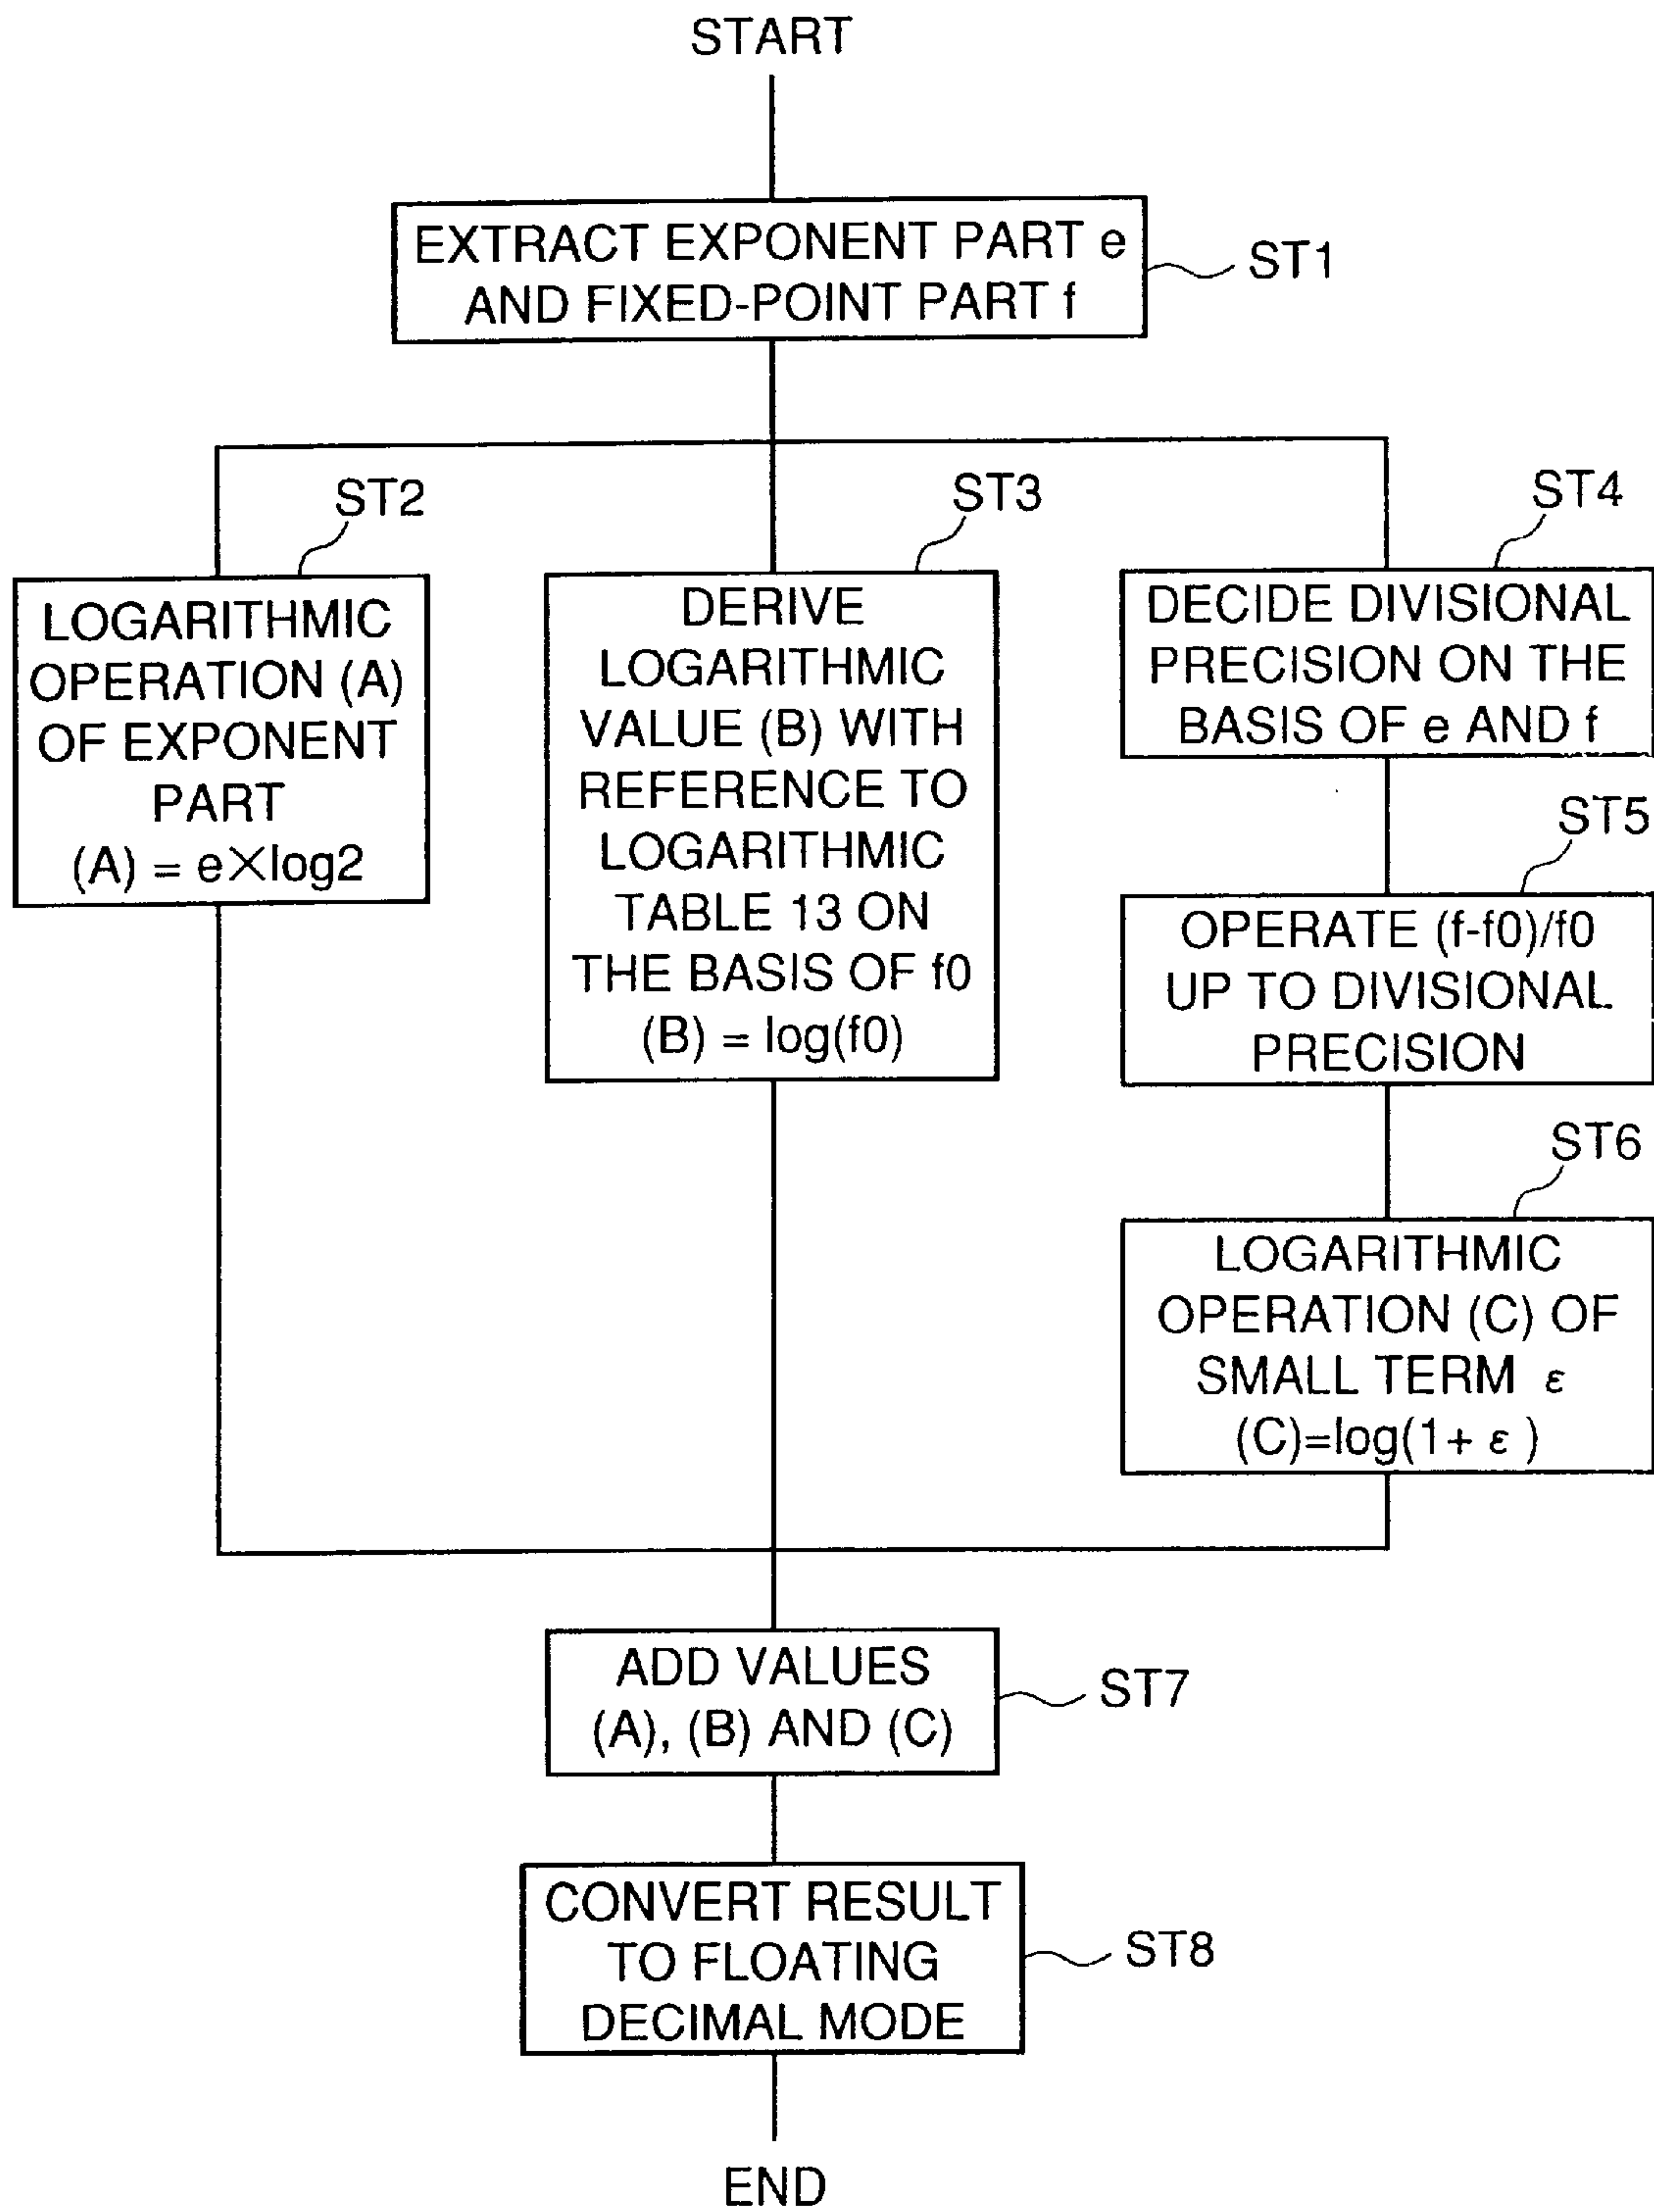 START
EXTRACT EXPONENT PART e
AND FIXED-POINT PART f
ST1
ST2
LOGARITHMIC
OPERATION (A)
OF EXPONENT
PART
(A) = e×log2
ST3
DERIVE
LOGARITHMIC
VALUE (B) WITH
REFERENCE TO
LOGARITHMIC
TABLE 13 ON
THE BASIS OF f0
(B) = log(f0)
ST4
DECIDE DIVISIONAL
PRECISION ON THE
BASIS OF e AND f
ST5
OPERATE (f-f0)/f0
UP TO DIVISIONAL
PRECISION
ST6
LOGARITHMIC
OPERATION (C) OF
SMALL TERM ε
(C)=log(1+ ε )
ADD VALUES
(A), (B) AND (C)
ST7
CONVERT RESULT
TO FLOATING
DECIMAL MODE
ST8
END